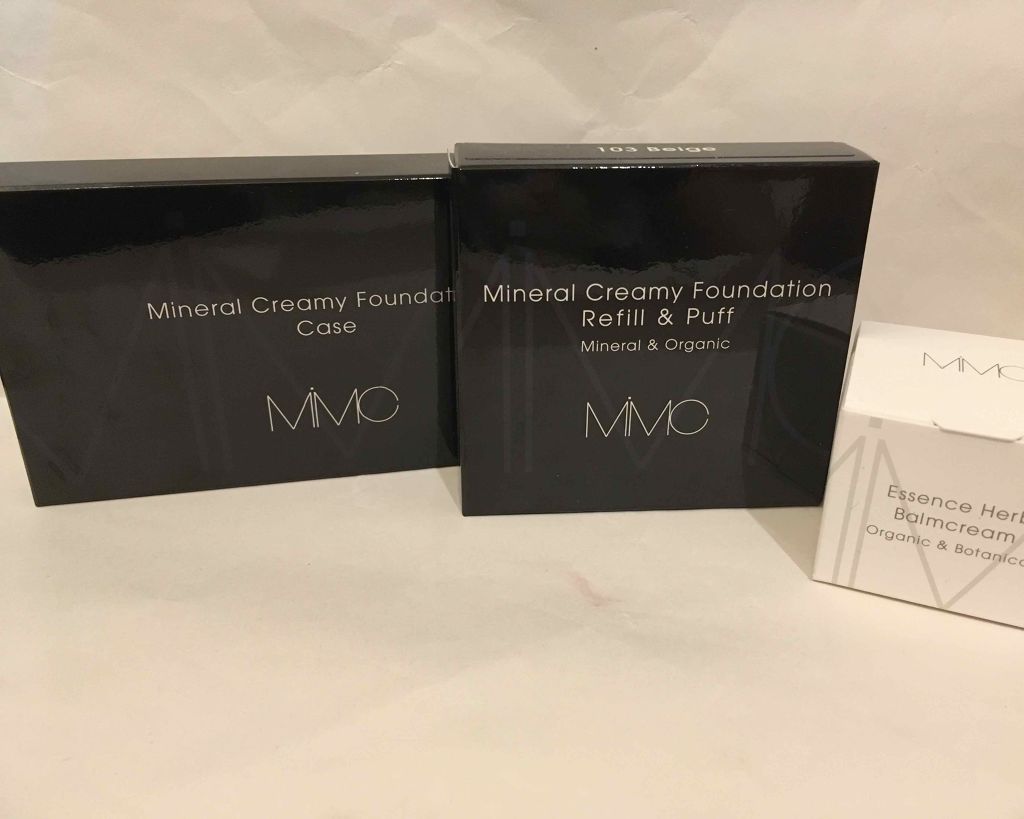 Mineral Creamy Foundat
Case
MiMC
103 Beige
Mineral Creamy Foundation
Refill & Puff
Mineral & Organic
MiMC
MiMC
Essence Herb
Balmcream
Organic & Botanic